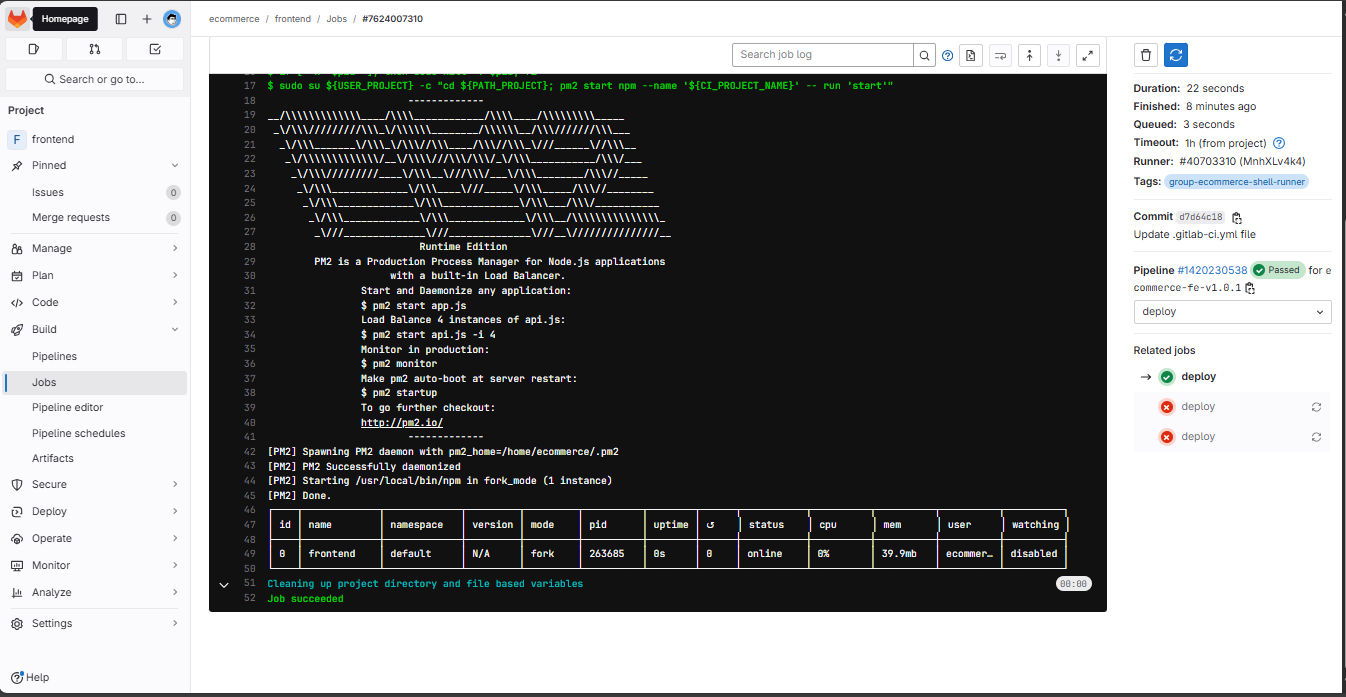 Homepage
ecommerce / frontend / Jobs / #7624007310
Search or go to...
Project
F frontend
Pinned
Issues 0
Merge requests 0
Manage
Plan
Code
Build
Pipelines
Jobs
Pipeline editor
Pipeline schedules
Artifacts
Secure
Deploy
Operate
Monitor
Analyze
Settings
Help
Search job log
17 $ sudo su ${USER_PROJECT} -c "cd ${PATH_PROJECT}; pm2 start npm --name '${CI_PROJECT_NAME}' -- run 'start'"
18 -------------
19
20
21
22
23
24
25
26
27
28 Runtime Edition
29 PM2 is a Production Process Manager for Node.js applications
30 with a built-in Load Balancer.
31 Start and Daemonize any application:
32 $ pm2 start app.js
33 Load Balance 4 instances of api.js:
34 $ pm2 start api.js -i 4
35 Monitor in production:
36 $ pm2 monitor
37 Make pm2 auto-boot at server restart:
38 $ pm2 startup
39 To go further checkout:
40 http://pm2.io/
41 -------------
42 [PM2] Spawning PM2 daemon with pm2_home=/home/ecommerce/.pm2
43 [PM2] PM2 Successfully daemonized
44 [PM2] Starting /usr/local/bin/npm in fork_mode (1 instance)
45 [PM2] Done.
46
47 id name namespace version mode pid uptime ↺ status cpu mem user watching
48
49 0 frontend default N/A fork 263685 0s 0 online 0% 39.9mb ecommer… disabled
50
51 Cleaning up project directory and file based variables 00:00
52 Job succeeded
Duration: 22 seconds
Finished: 8 minutes ago
Queued: 3 seconds
Timeout: 1h (from project)
Runner: #40703310 (MnhXLv4k4)
Tags: group-ecommerce-shell-runner
Commit d7d64c18
Update .gitlab-ci.yml file
Pipeline #1420230538 Passed for e
commerce-fe-v1.0.1
deploy
Related jobs
→ deploy
deploy
deploy